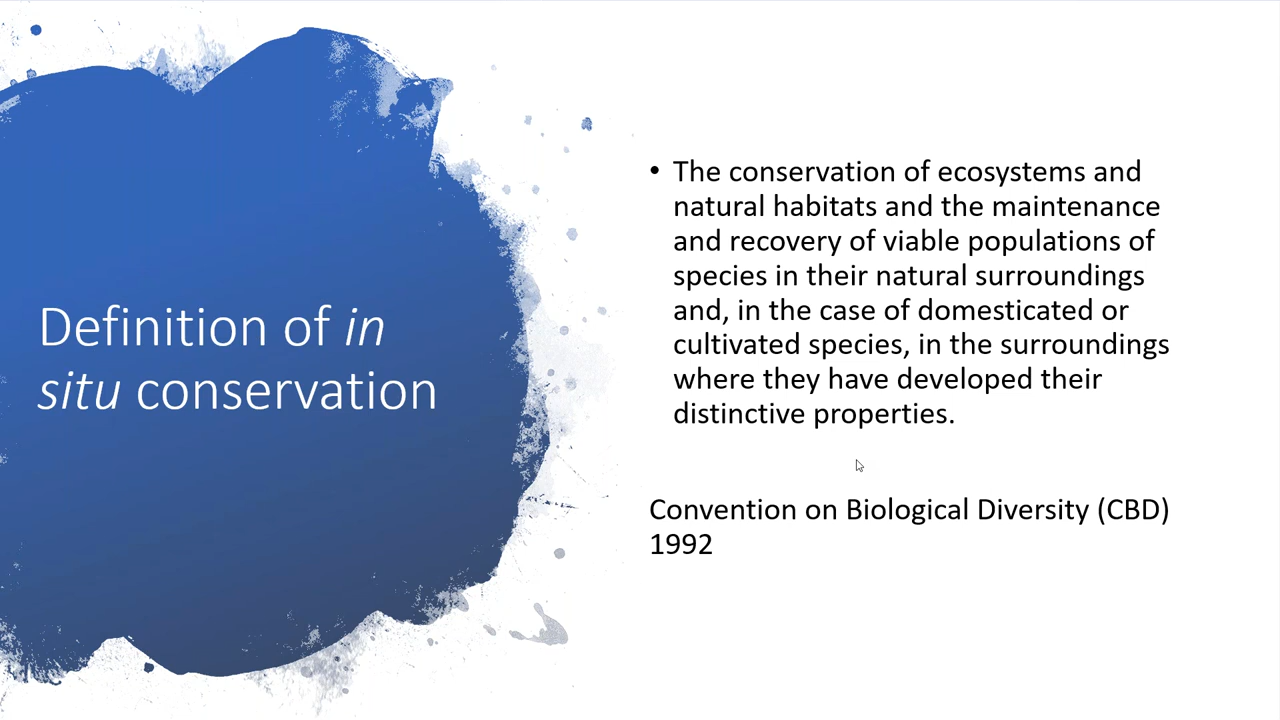 Definition of in
situ conservation
• The conservation of ecosystems and
natural habitats and the maintenance
and recovery of viable populations of
species in their natural surroundings
and, in the case of domesticated or
cultivated species, in the surroundings
where they have developed their
distinctive properties.
Convention on Biological Diversity (CBD)
1992